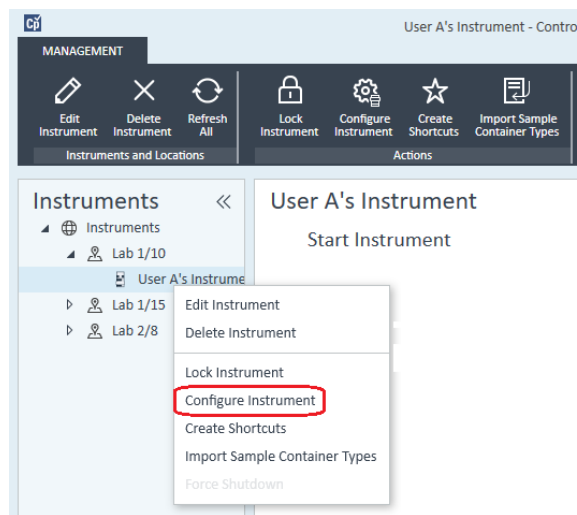 Cp
User A's Instrument - Contro
MANAGEMENT
Edit
Instrument
Delete
Instrument
Refresh
All
Lock
Instrument
Configure
Instrument
Create
Shortcuts
Import Sample
Container Types
Instruments and Locations
Actions
Instruments
User A's Instrument
Instruments
Start Instrument
Lab 1/10
User A's Instrume
Lab 1/15
Lab 2/8
Edit Instrument
Delete Instrument
Lock Instrument
Configure Instrument
Create Shortcuts
Import Sample Container Types
Force Shutdown